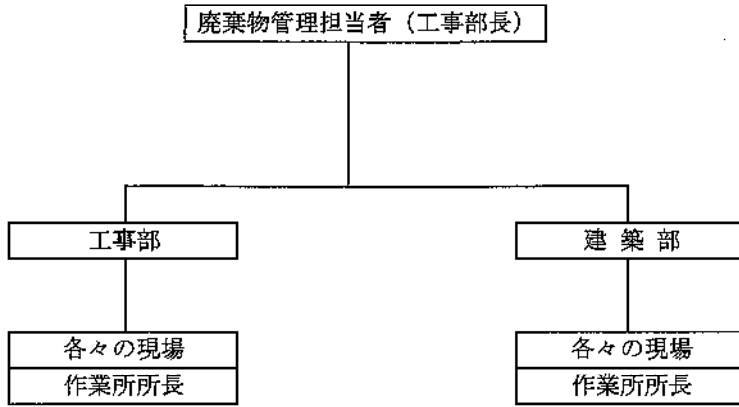 廃棄物管理担当者（工事部長）
工事部
建 築 部
各々の現場
作業所所長
各々の現場
作業所所長